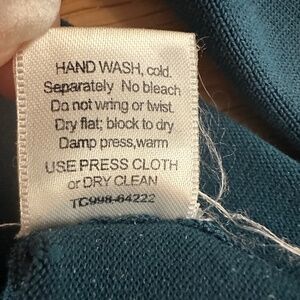 HAND WASH, cold.
Separately No bleach
Do not wring or twist.
Dry flat; block to dry
Damp press,warm
USE PRESS CLOTH
or DRY CLEAN
TC998-64222